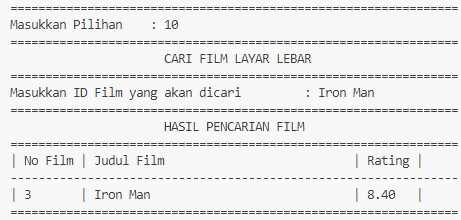 ================================================================
Masukkan Pilihan    : 10
================================================================
                      CARI FILM LAYAR LEBAR
================================================================
Masukkan ID Film yang akan dicari         : Iron Man
================================================================
                      HASIL PENCARIAN FILM
================================================================
| No Film | Judul Film                           | Rating |
----------------------------------------------------------------
| 3       | Iron Man                             | 8.40   |
================================================================